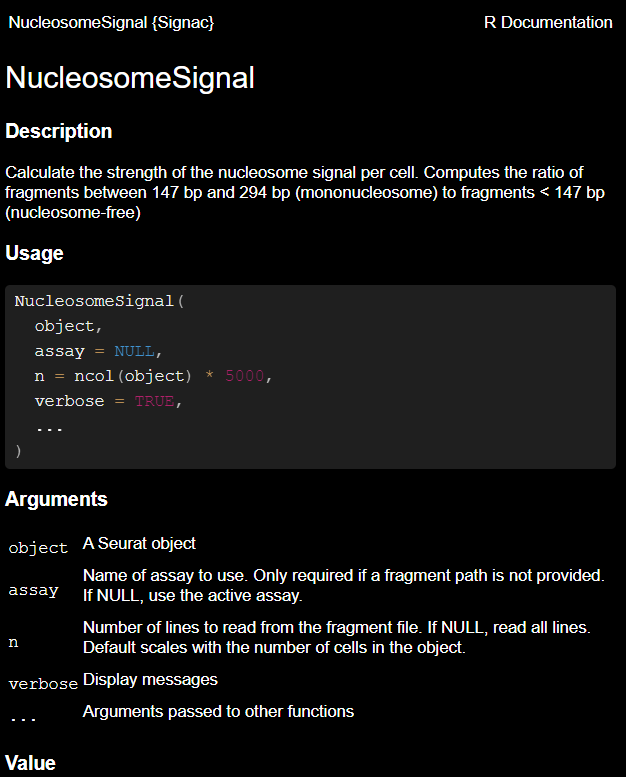 NucleosomeSignal {Signac} R Documentation
NucleosomeSignal
Description
Calculate the strength of the nucleosome signal per cell. Computes the ratio of
fragments between 147 bp and 294 bp (mononucleosome) to fragments < 147 bp
(nucleosome-free)
Usage
NucleosomeSignal(
  object,
  assay = NULL,
  n = ncol(object) * 5000,
  verbose = TRUE,
  ...
)
Arguments
object A Seurat object
assay Name of assay to use. Only required if a fragment path is not provided.
If NULL, use the active assay.
n Number of lines to read from the fragment file. If NULL, read all lines.
Default scales with the number of cells in the object.
verbose Display messages
... Arguments passed to other functions
Value